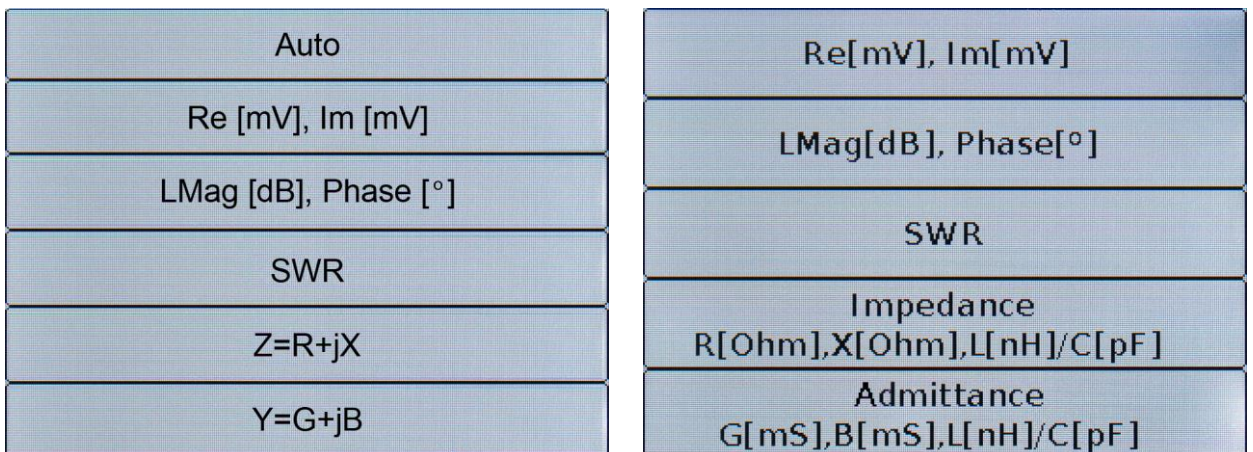 Auto
Re [mV], Im [mV]
LMag [dB], Phase [°]
SWR
Z=R+jX
Y=G+jB
Re[mV], Im[mV]
LMag[dB], Phase[º]
SWR
Impedance
R[Ohm],X[Ohm],L[nH]/C[pF]
Admittance
G[mS],B[mS],L[nH]/C[pF]